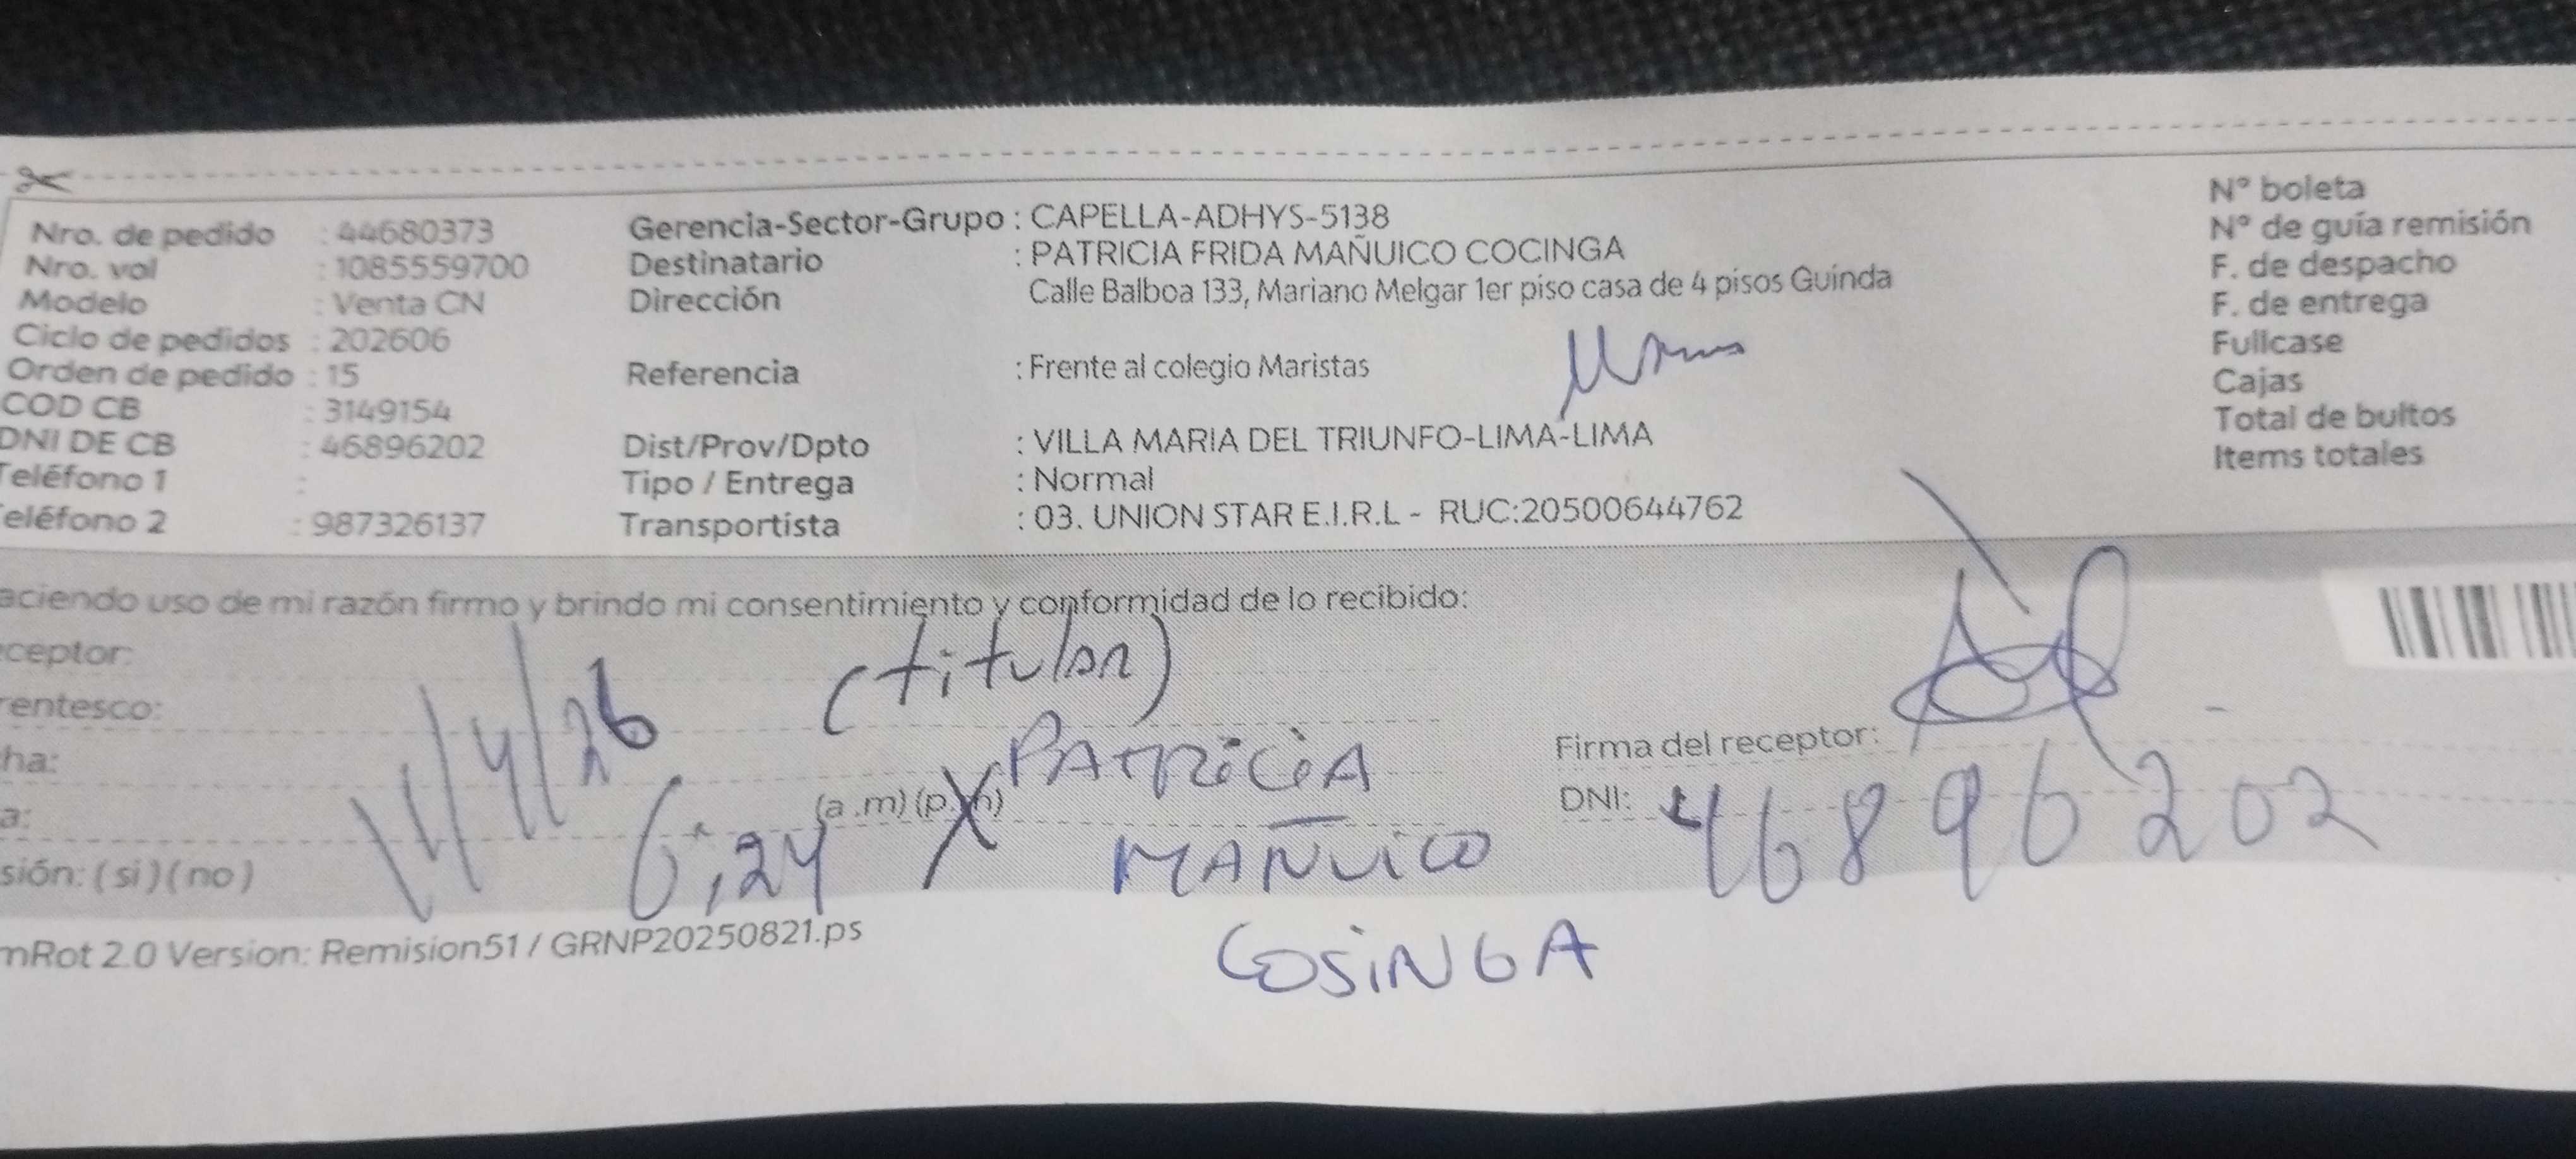 Nro. de pedido : 44680373
Nro. vol : 1085559700
Modelo : Venta CN
Ciclo de pedidos : 202606
Orden de pedido : 15
COD CB : 3149154
DNI DE CB : 46896202
Teléfono 1 :
eléfono 2 : 987326137
Gerencia-Sector-Grupo : CAPELLA-ADHYS-5138
Destinatario : PATRICIA FRIDA MAÑUICO COCINGA
Dirección Calle Balboa 133, Mariano Melgar 1er piso casa de 4 pisos Guinda
Referencia : Frente al colegio Maristas
Dist/Prov/Dpto : VILLA MARIA DEL TRIUNFO-LIMA-LIMA
Tipo / Entrega : Normal
Transportista : 03. UNION STAR E.I.R.L - RUC:20500644762
N° boleta
N° de guía remisión
F. de despacho
F. de entrega
Fullcase
Cajas
Total de bultos
Items totales
aciendo uso de mi razón firmo y brindo mi consentimiento y conformidad de lo recibido:
ceptor: (titular)
rentesco:
ha: 11/4/26 PATRICIA
a: 6:24 (a .m) (p.m)
MAÑUICO
sión: ( si ) ( no )
COSINGA
Firma del receptor:
DNI: 46896202
mRot 2.0 Version: Remision51 / GRNP20250821.ps